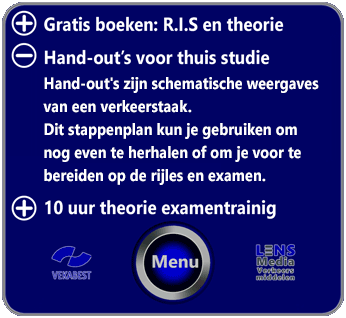 Gratis boeken: R.I.S en theorie
Hand-out's voor thuis studie
Hand-out's zijn schematische weergaves
van een verkeerstaak.
Dit stappenplan kun je gebruiken om
nog even te herhalen of om je voor te
bereiden op de rijles en examen.
10 uur theorie examentrainig
VEKABEST
Menu
LENS
Media
Verkeers
middelen